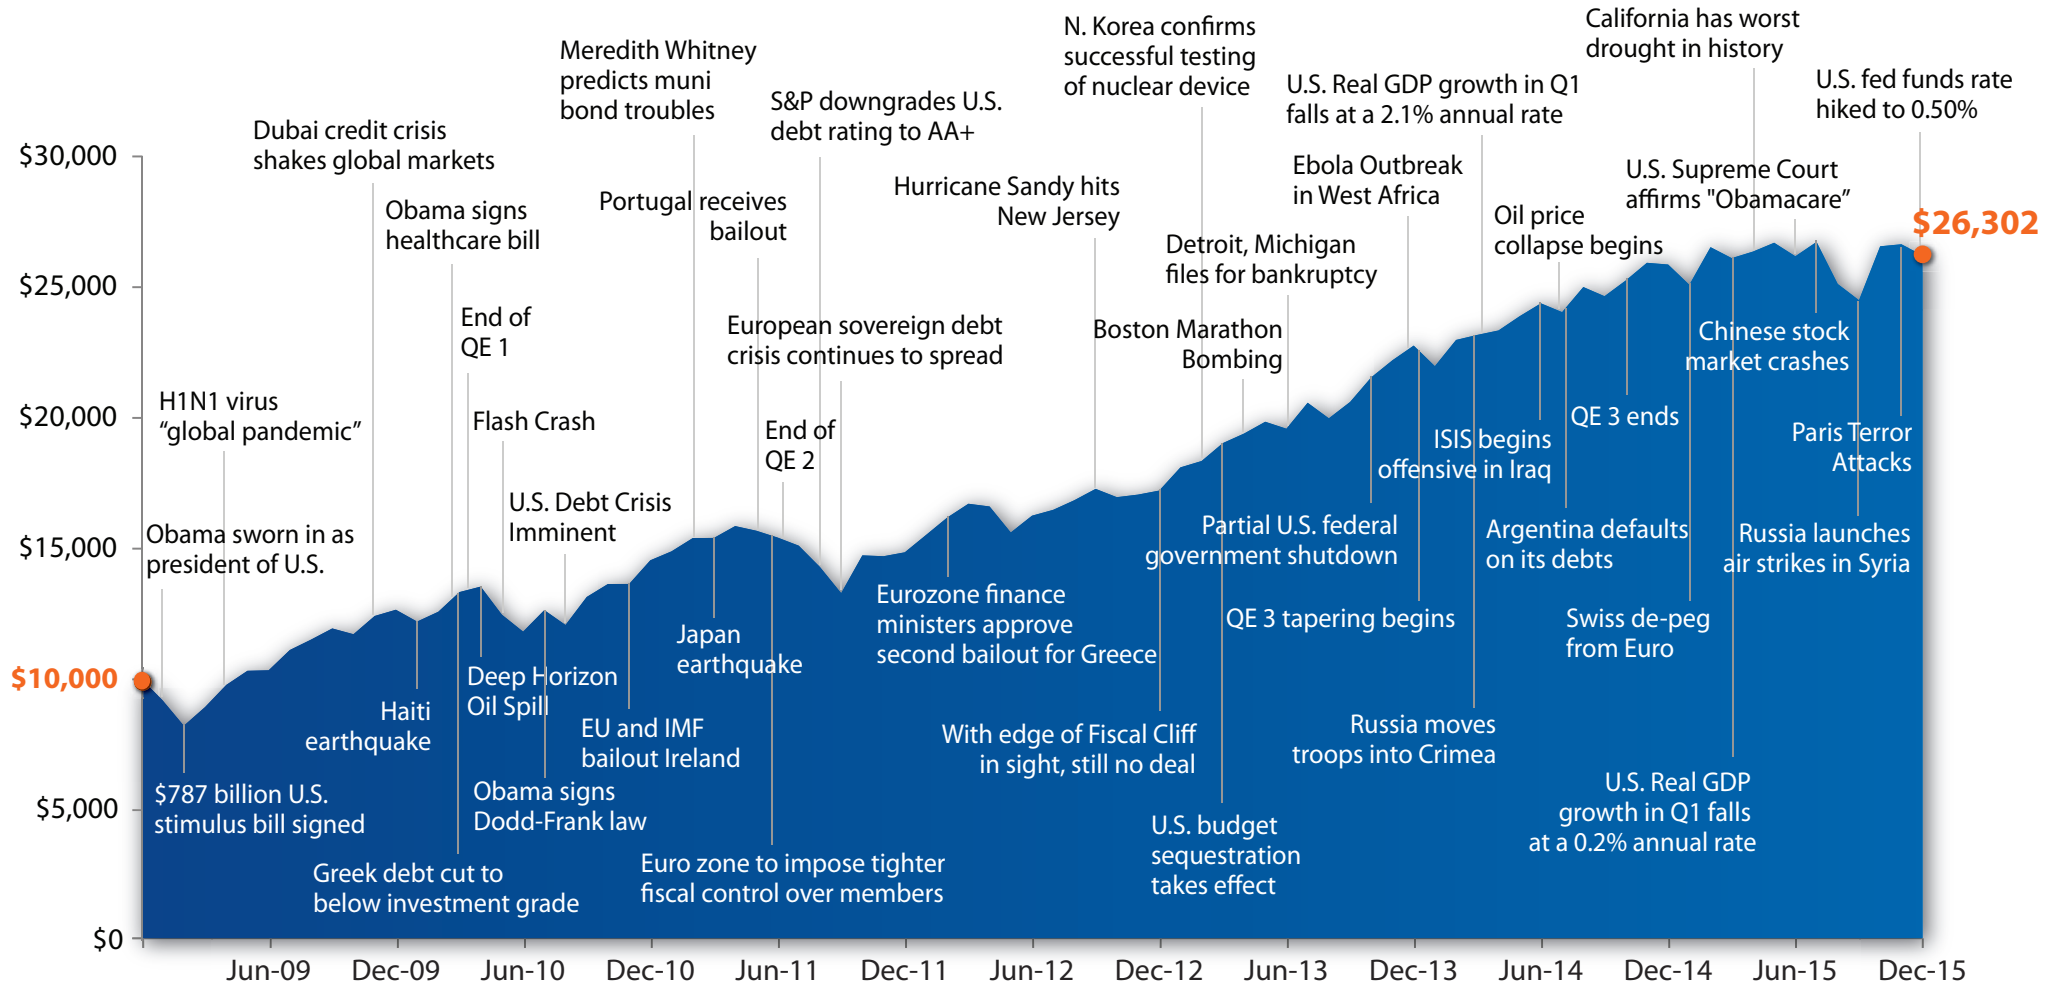 N. Korea confirms
successful testing
of nuclear device
California has worst
drought in history
Meredith Whitney
predicts muni
bond troubles
U.S. Real GDP growth in Q1
falls at a 2.1% annual rate
U.S. fed funds rate
hiked to 0.50%
S&P downgrades U.S.
debt rating to AA+
Dubai credit crisis
shakes global markets
Ebola Outbreak
in West Africa
U.S. Supreme Court
affirms "Obamacare”
Hurricane Sandy hits
New Jersey
Portugal receives
bailout
Obama signs
healthcare bill
Oil price
collapse begins
$26,302
Detroit, Michigan
files for bankruptcy
End of
QE 1
European sovereign debt
crisis continues to spread
Boston Marathon
Bombing
Chinese stock
market crashes
H1N1 virus
“global pandemic”
Flash Crash
End of
QE 2
QE 3 ends
ISIS begins
offensive in Iraq
Paris Terror
Attacks
U.S. Debt Crisis
Imminent
Obama sworn in as
president of U.S.
Partial U.S. federal
government shutdown
Argentina defaults
on its debts
Russia launches
air strikes in Syria
Eurozone finance
ministers approve
second bailout for Greece
QE 3 tapering begins
Swiss de-peg
from Euro
Japan
earthquake
Deep Horizon
Oil Spill
Haiti
earthquake
EU and IMF
bailout Ireland
With edge of Fiscal Cliff
in sight, still no deal
Russia moves
troops into Crimea
$787 billion U.S.
stimulus bill signed
Obama signs
Dodd-Frank law
U.S. Real GDP
growth in Q1 falls
at a 0.2% annual rate
U.S. budget
sequestration
takes effect
Euro zone to impose tighter
fiscal control over members
Greek debt cut to
below investment grade
$30,000
$25,000
$20,000
$15,000
$10,000
$5,000
$0
Jun-09 Dec-09 Jun-10 Dec-10 Jun-11 Dec-11 Jun-12 Dec-12 Jun-13 Dec-13 Jun-14 Dec-14 Jun-15 Dec-15